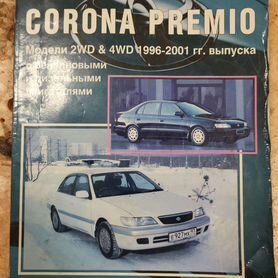 CORONA PREMIO
Модели 2WD & 4WD 1996-2001 гг. выпуска
с бензиновыми
и дизельными
двигателями